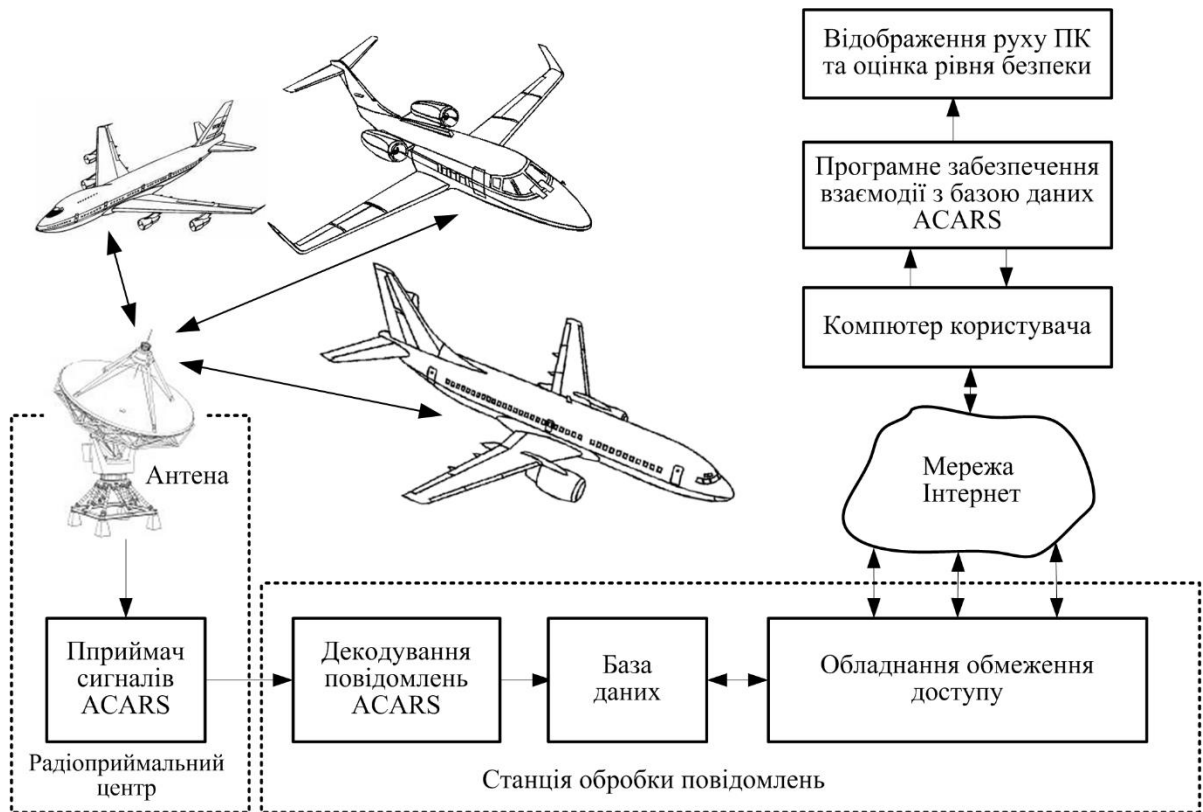 Відображення руху ПК
та оцінка рівня безпеки
Програмне забезпечення
взаємодії з базою даних
ACARS
Компютер користувача
Мережа
Інтернет
Антена
Пприймач
сигналів
ACARS
Радіоприймальний
центр
Декодування
повідомлень
ACARS
База
даних
Обладнання обмеження
доступу
Станція обробки повідомлень